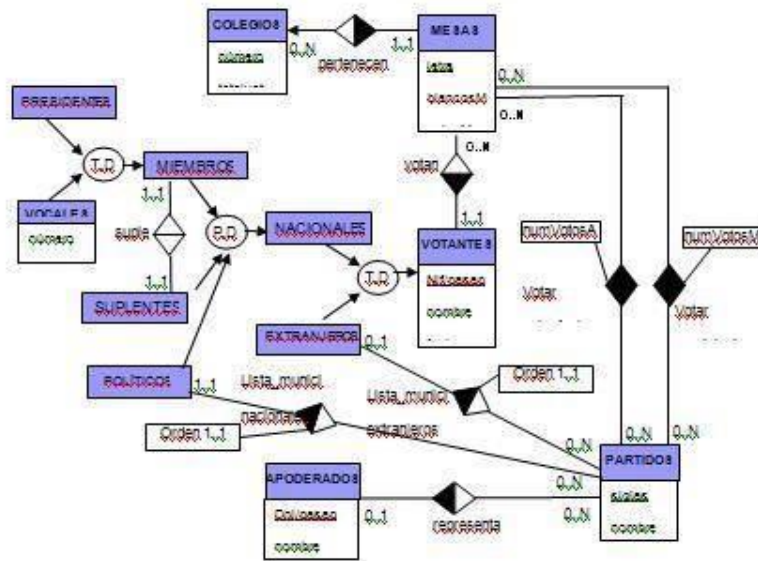 COLEGIOS
número
0..N
1..1
pertenecen
MESAS
letra
blancosM
0..N
0..N
PRESIDENTES
T.D
MIEMBROS
VOCALES
número
1..1
suple
1..1
SUPLENTES
P.D
NACIONALES
0..N
votan
1..1
VOTANTES
nombre
T.D
EXTRANJEROS
0..1
numVotosA
numVotosM
Votar
Votar
POLÍTICOS
1..1
Lista_munici
nacionales
Orden 1..1
Lista_munici
extranjeros
Orden 1..1
0..N
0..N
0..N
0..N
0..N
PARTIDOS
siglas
nombre
APODERADOS
nombre
0..1
representa